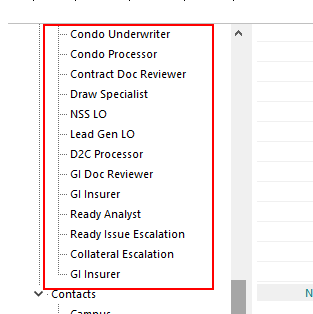 Condo Underwriter
Condo Processor
Contract Doc Reviewer
Draw Specialist
NSS LO
Lead Gen LO
D2C Processor
GI Doc Reviewer
GI Insurer
Ready Analyst
Ready Issue Escalation
Collateral Escalation
GI Insurer
Contacts
Campus
N